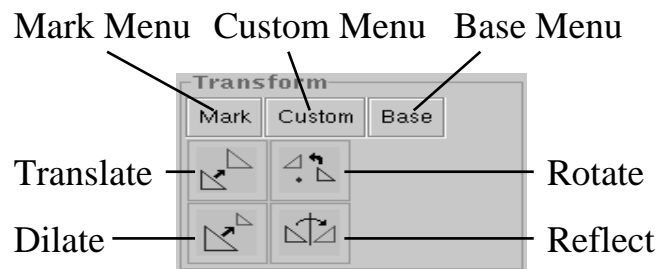 Mark Menu Custom Menu Base Menu
Transform
Mark Custom Base
Translate Rotate
Dilate Reflect